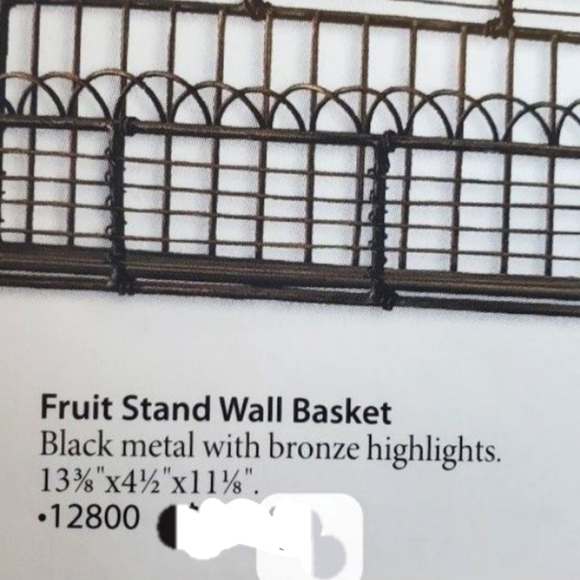 Fruit Stand Wall Basket
Black metal with bronze highlights.
13⅜"x4½"x11⅛".
•12800